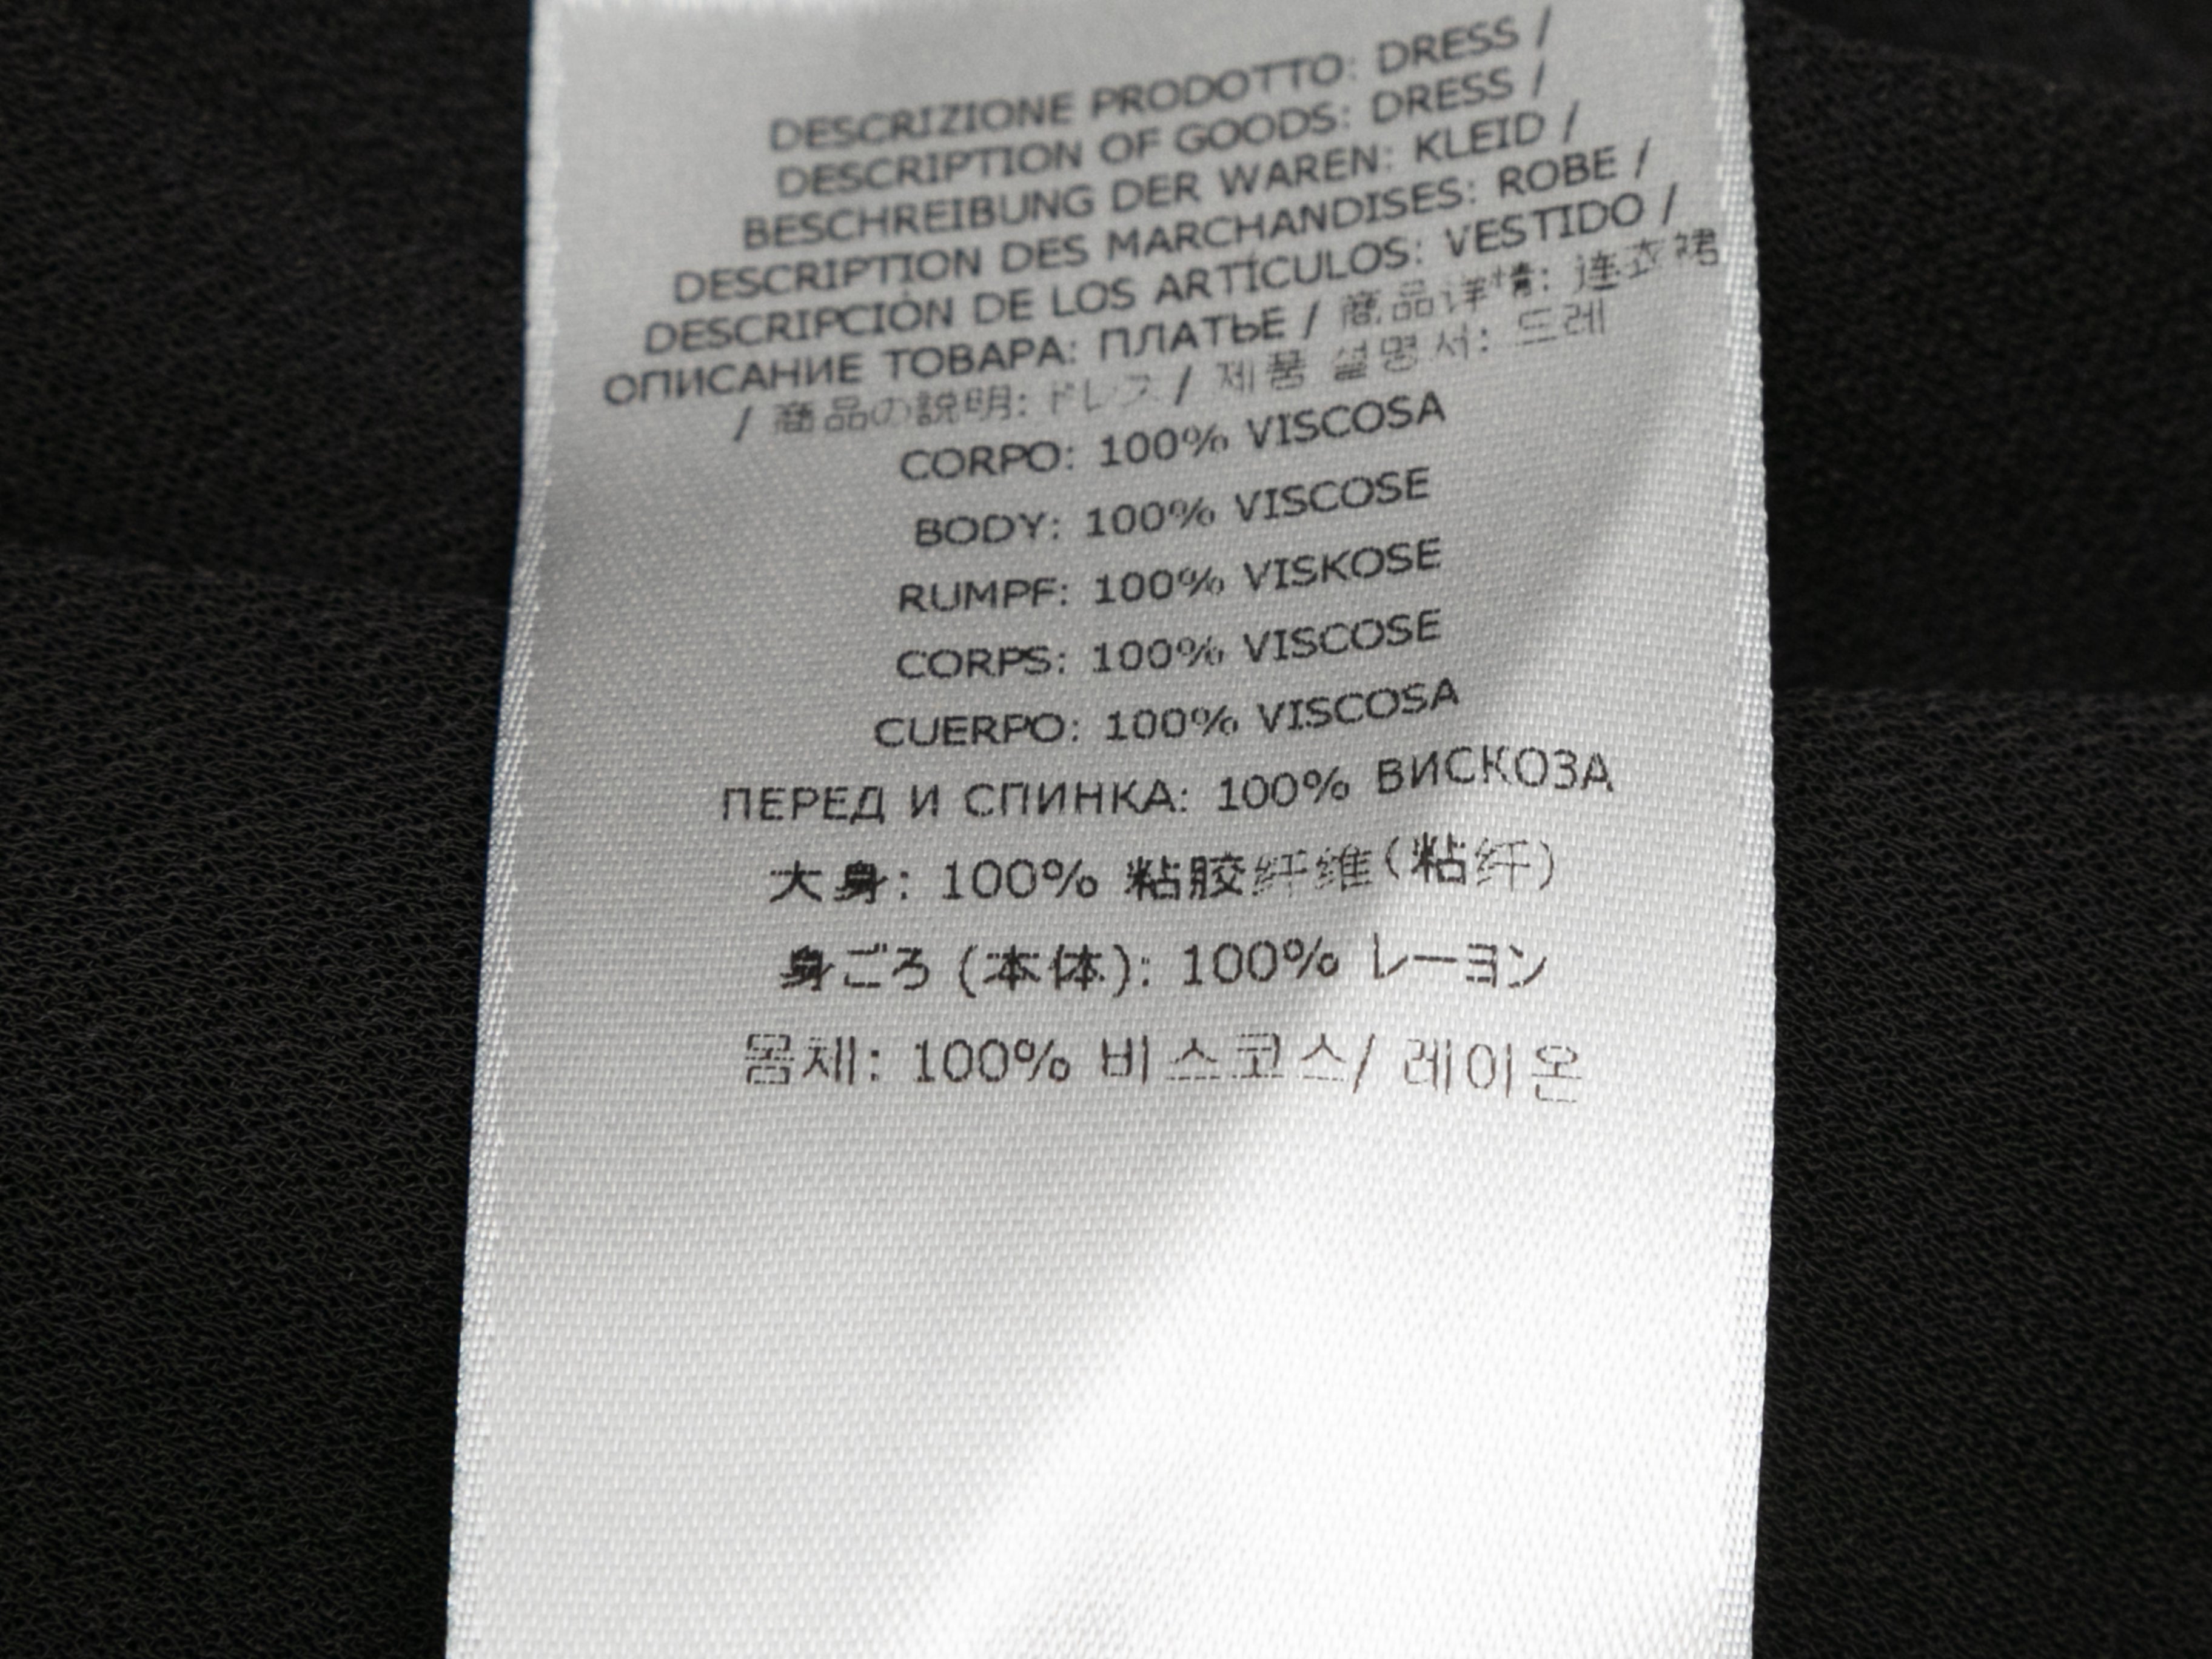 DESCRIZIONE PRODOTTO: DRESS /
DESCRIPTION OF GOODS: DRESS /
BESCHREIBUNG DER WAREN: KLEID /
DESCRIPTION DES MARCHANDISES: ROBE /
DESCRIPCIÓN DE LOS ARTÍCULOS: VESTIDO /
ОПИСАНИЕ ТОВАРА: ПЛАТЬЕ / 商品详情: 连衣裙
/ 商品の説明: ドレス / 제품 설명서: 드레
CORPO: 100% VISCOSA
BODY: 100% VISCOSE
RUMPF: 100% VISKOSE
CORPS: 100% VISCOSE
CUERPO: 100% VISCOSA
ПЕРЕД И СПИНКА: 100% ВИСКОЗА
大身: 100% 粘胶纤维(粘纤)
身ごろ (本体): 100% レーヨン
몸체: 100% 비스코스/ 레이온